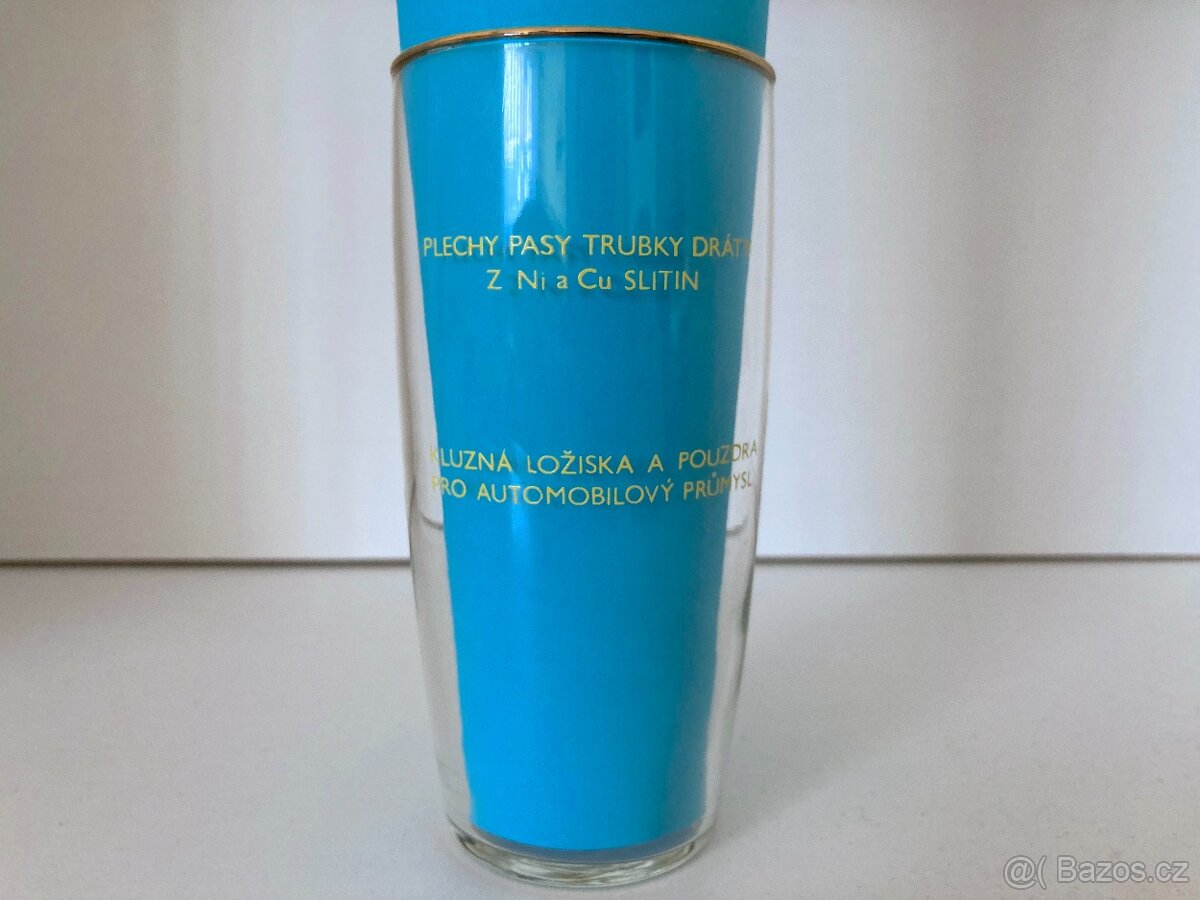 PLECHY PASY TRUBKY DRÁTY
Z Ni a Cu SLITIN
KLUZNÁ LOŽISKA A POUZDRA
PRO AUTOMOBILOVÝ PRŮMYSL
@( Bazos.cz